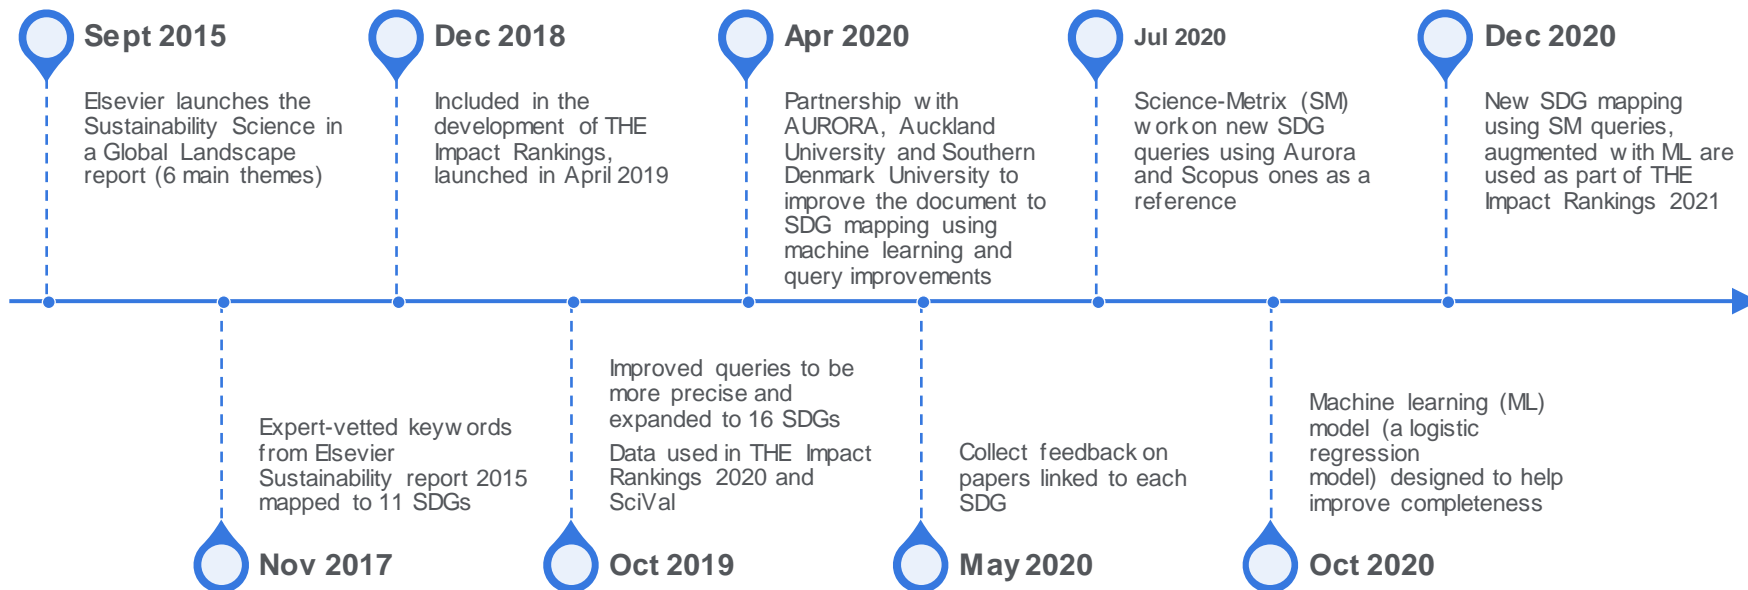 Sept 2015
Elsevier launches the
Sustainability Science in
a Global Landscape
report (6 main themes)
Dec 2018
Included in the
development of THE
Impact Rankings,
launched in April 2019
Apr 2020
Partnership with
AURORA, Auckland
University and Southern
Denmark University to
improve the document to
SDG mapping using
machine learning and
query improvements
Jul 2020
Science-Metrix (SM)
work on new SDG
queries using Aurora
and Scopus ones as a
reference
Dec 2020
New SDG mapping
using SM queries,
augmented with ML are
used as part of THE
Impact Rankings 2021
Expert-vetted keywords
from Elsevier
Sustainability report 2015
mapped to 11 SDGs
Nov 2017
Improved queries to be
more precise and
expanded to 16 SDGs
Data used in THE Impact
Rankings 2020 and
SciVal
Oct 2019
Collect feedback on
papers linked to each
SDG
May 2020
Machine learning (ML)
model (a logistic
regression
model) designed to help
improve completeness
Oct 2020